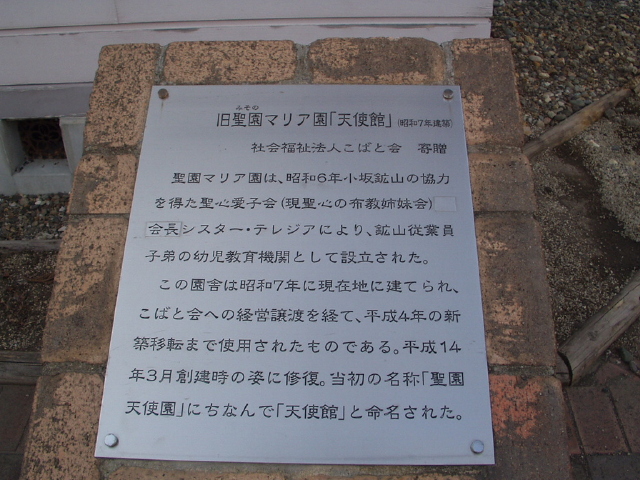 みその
旧聖園マリア園「天使館」(昭和7年建築)
社会福祉法人こばと会 寄贈
聖園マリア園は、昭和6年小坂鉱山の協力
を得た聖心愛子会(現聖心の布教姉妹会)
会長シスター・テレジアにより、鉱山従業員
子弟の幼児教育機関として設立された。
この園舎は昭和7年に現在地に建てられ、
こばと会への経営譲渡を経て、平成4年の新
築移転まで使用されたものである。平成14
年3月創建時の姿に修復。当初の名称「聖園
天使園」にちなんで「天使館」と命名された。